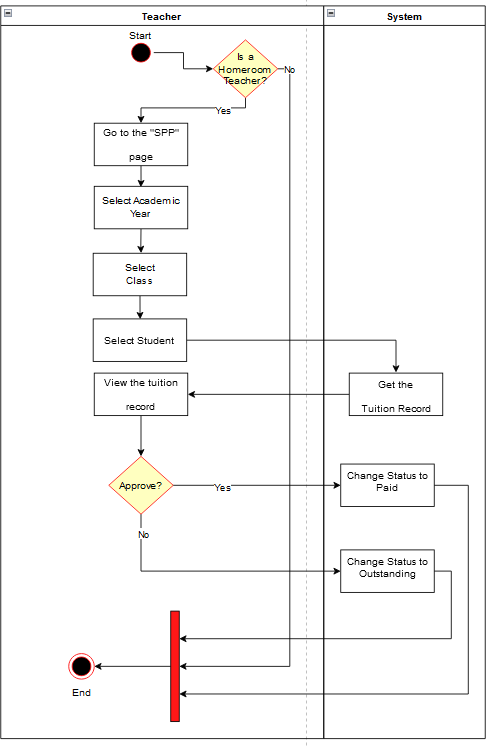 Teacher
System
Start
Is a
Homeroom
Teacher?
No
Yes
Go to the "SPP"
page
Select Academic
Year
Select
Class
Select Student
Get the
Tuition Record
View the tuition
record
Approve?
Yes
Change Status to
Paid
No
Change Status to
Outstanding
End